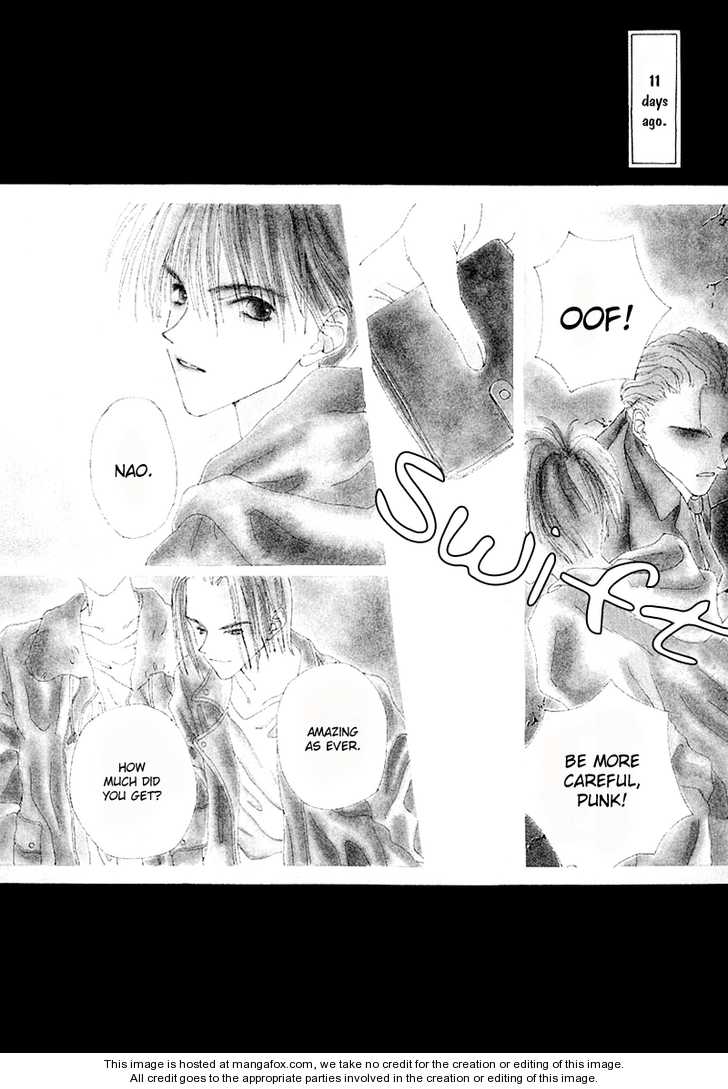 11
days
ago.
OOF!
BE MORE
CAREFUL,
PUNK!
Swift
NAO.
AMAZING
AS EVER.
HOW
MUCH DID
YOU GET?
This image is hosted at mangafox.com, we take no credit for the creation or editing of this image.
All credit goes to the appropriate parties involved in the creation or editing of this image.